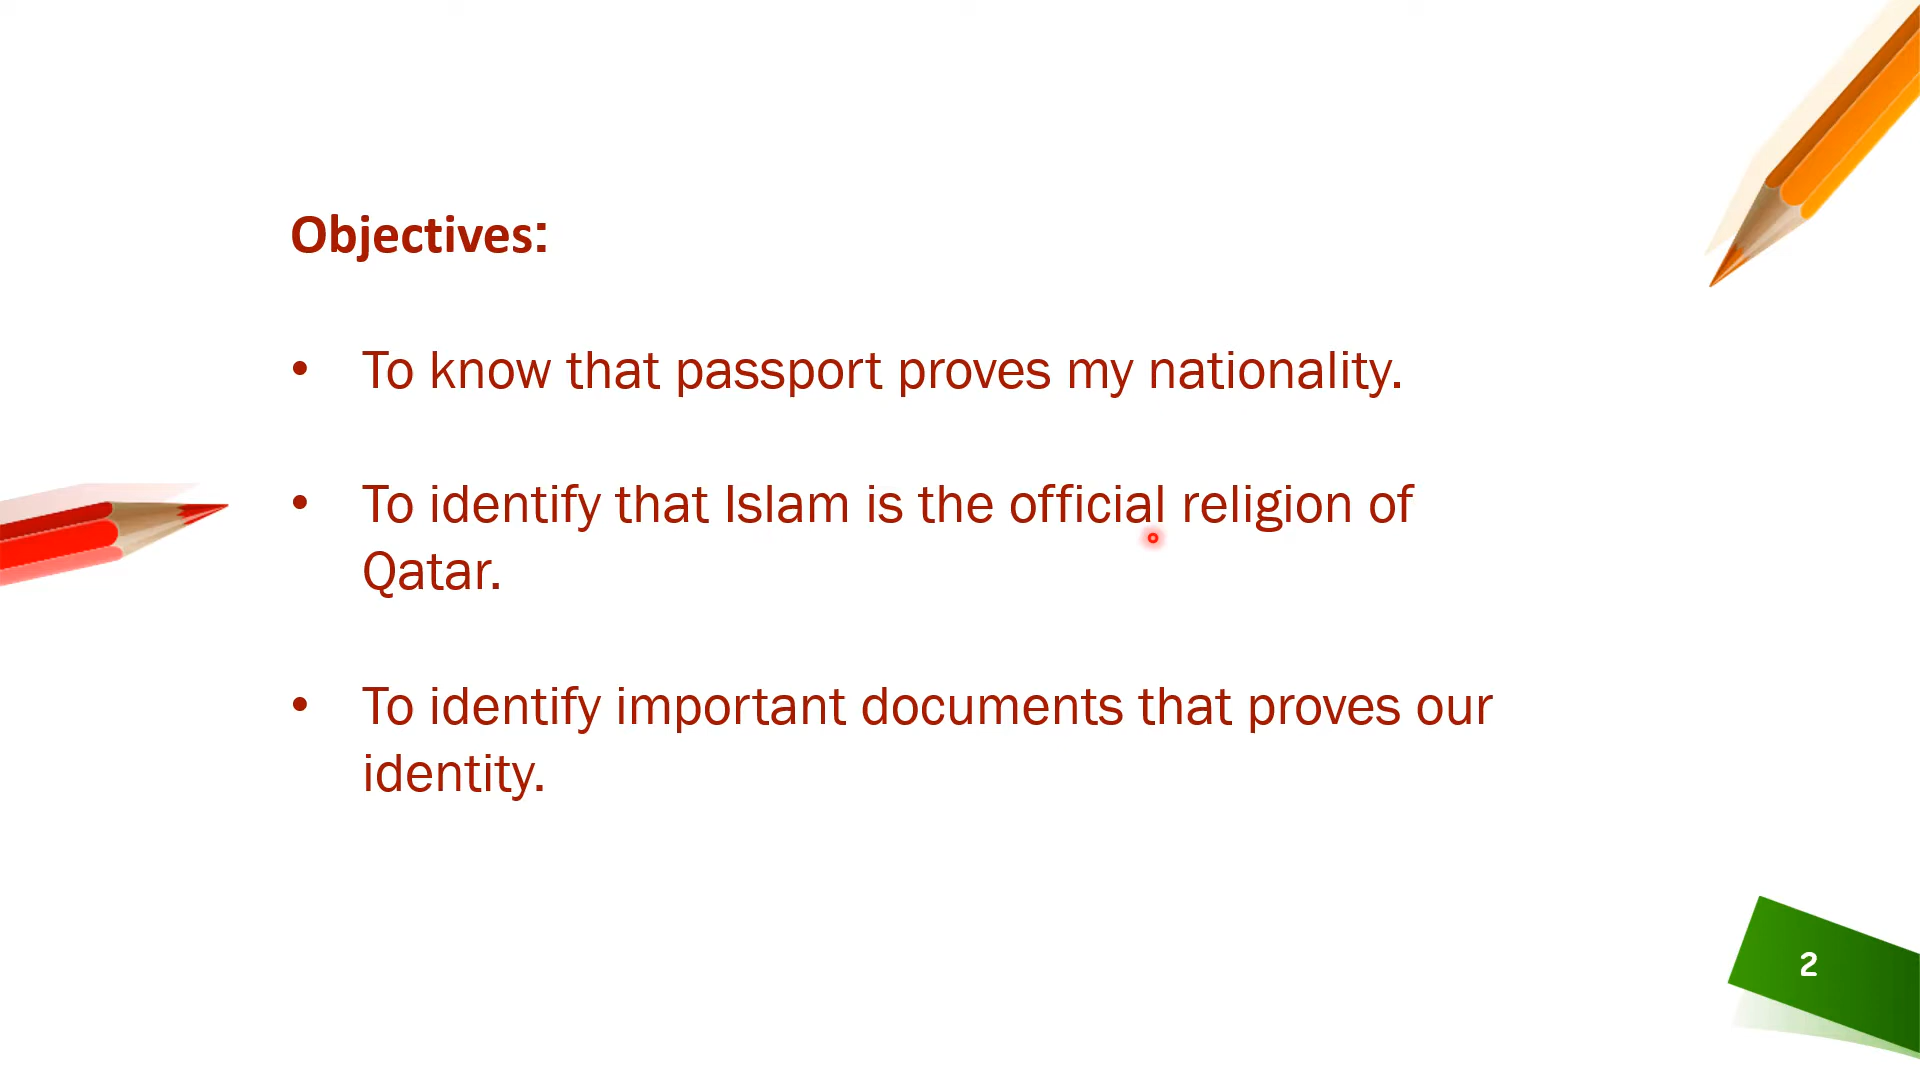 Objectives:
• To know that passport proves my nationality.
• To identify that Islam is the official religion of
Qatar.
• To identify important documents that proves our
identity.
2